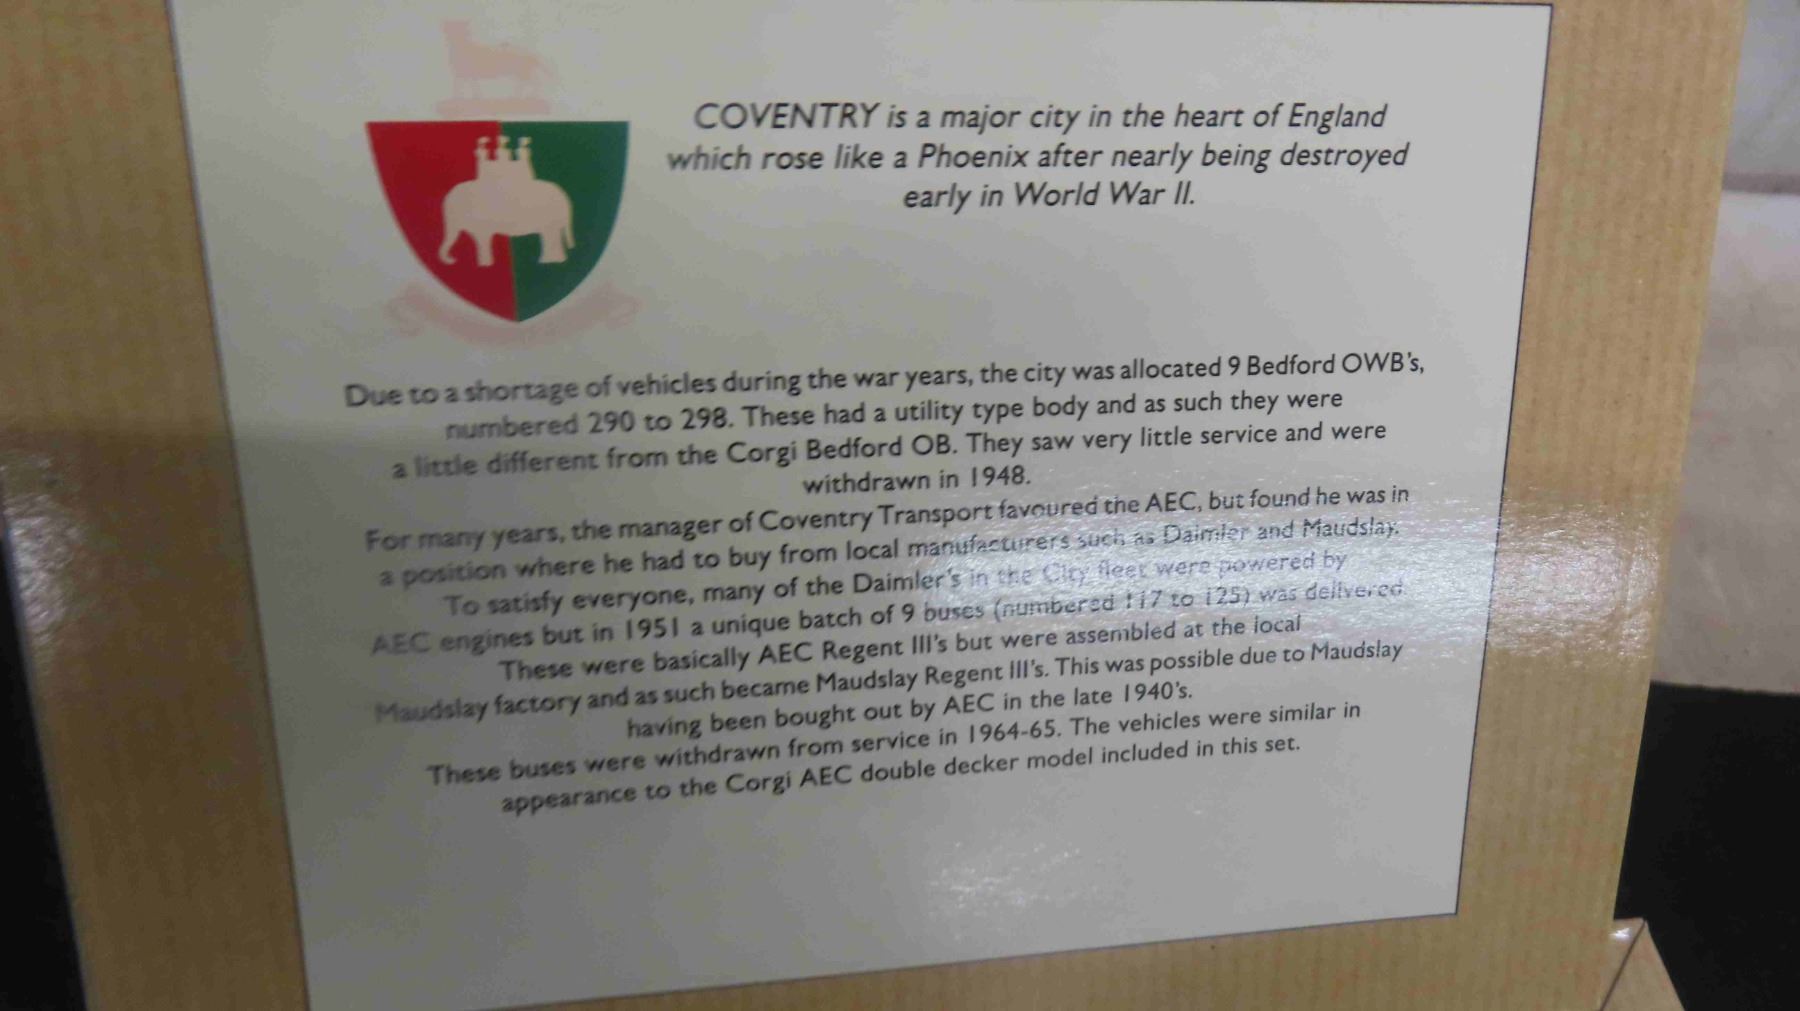 COVENTRY is a major city in the heart of England
which rose like a Phoenix after nearly being destroyed
early in World War II.
Due to a shortage of vehicles during the war years, the city was allocated 9 Bedford OWB's,
numbered 290 to 298. These had a utility type body and as such they were
a little different from the Corgi Bedford OB. They saw very little service and were
withdrawn in 1948.
For many years, the manager of Coventry Transport favoured the AEC, but found he was in
a position where he had to buy from local manufacturers such as Daimler and Maudslay.
To satisfy everyone, many of the Daimler's in the City fleet were powered by
AEC engines but in 1951 a unique batch of 9 buses (numbered 117 to 125) was delivered
These were basically AEC Regent III's but were assembled at the local
Maudslay factory and as such became Maudslay Regent III's. This was possible due to Maudslay
having been bought out by AEC in the late 1940's.
These buses were withdrawn from service in 1964-65. The vehicles were similar in
appearance to the Corgi AEC double decker model included in this set.